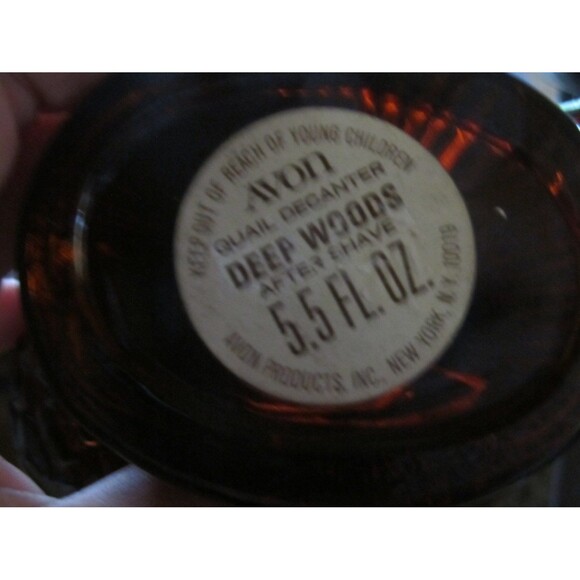 KEEP OUT OF REACH OF YOUNG CHILDREN
AVON
QUAIL DECANTER
DEEP WOODS
AFTER SHAVE
5.5 FL. OZ.
AVON PRODUCTS, INC., NEW YORK, N.Y. 10019